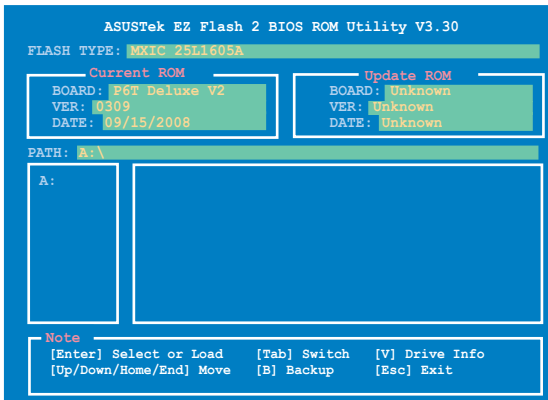 ASUSTek EZ Flash 2 BIOS ROM Utility V3.30
FLASH TYPE: MXIC 25L1605A
Current ROM
BOARD: P6T Deluxe V2
VER: 0309
DATE: 09/15/2008
Update ROM
BOARD: Unknown
VER: Unknown
DATE: Unknown
PATH: A:\
A:
Note
[Enter] Select or Load [Tab] Switch [V] Drive Info
[Up/Down/Home/End] Move [B] Backup [Esc] Exit